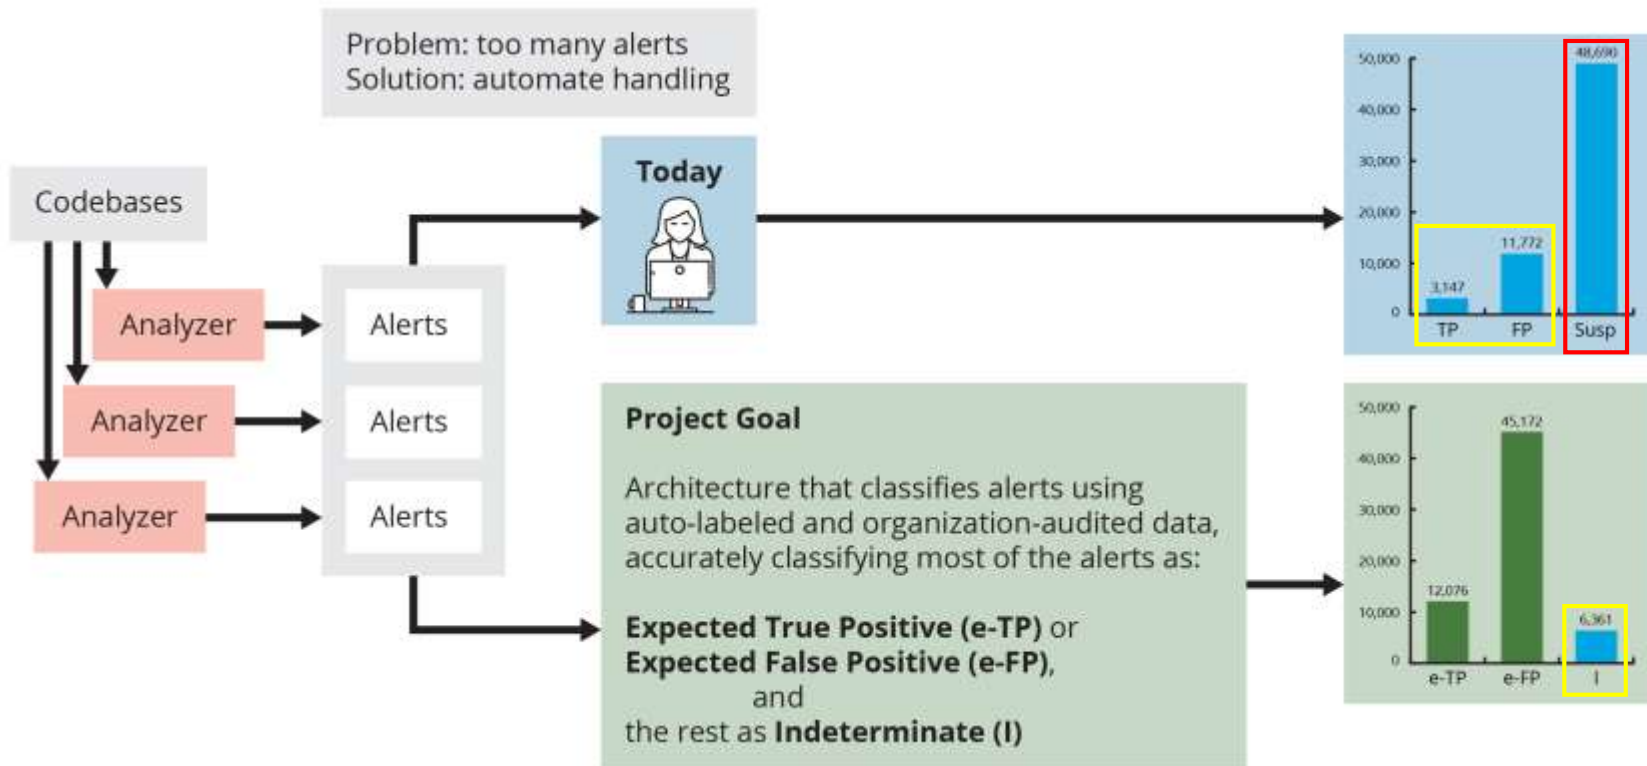 Problem: too many alerts
Solution: automate handling
Codebases
Analyzer
Analyzer
Analyzer
Alerts
Alerts
Alerts
Today
50,000
40,000
30,000
20,000
10,000
0
3,147
11,772
48,690
TP
FP
Susp
Project Goal
Architecture that classifies alerts using
auto-labeled and organization-audited data,
accurately classifying most of the alerts as:
Expected True Positive (e-TP) or
Expected False Positive (e-FP),
and
the rest as Indeterminate (I)
50,000
40,000
30,000
20,000
10,000
0
12,076
45,172
6,361
e-TP
e-FP
I